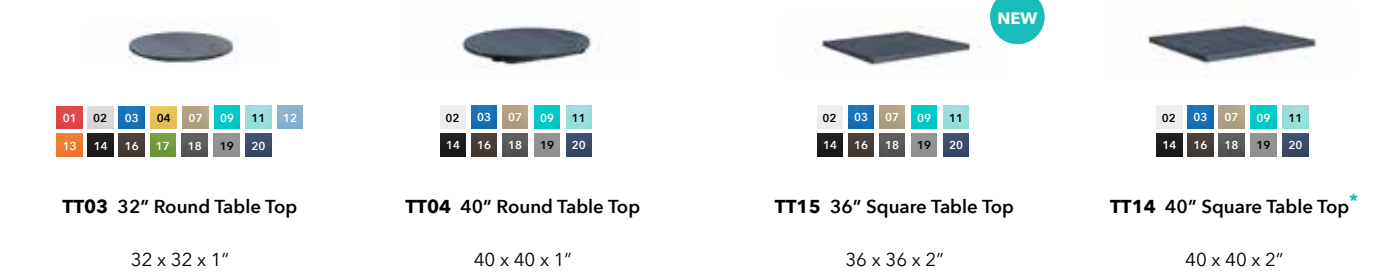 NEW
01 02 03 04 07 09 11 12
13 14 16 17 18 19 20
TT03 32" Round Table Top
32 x 32 x 1"
02 03 07 09 11
14 16 18 19 20
TT04 40" Round Table Top
40 x 40 x 1"
02 03 07 09 11
14 16 18 19 20
TT15 36" Square Table Top
36 x 36 x 2"
02 03 07 09 11
14 16 18 19 20
TT14 40" Square Table Top*
40 x 40 x 2"